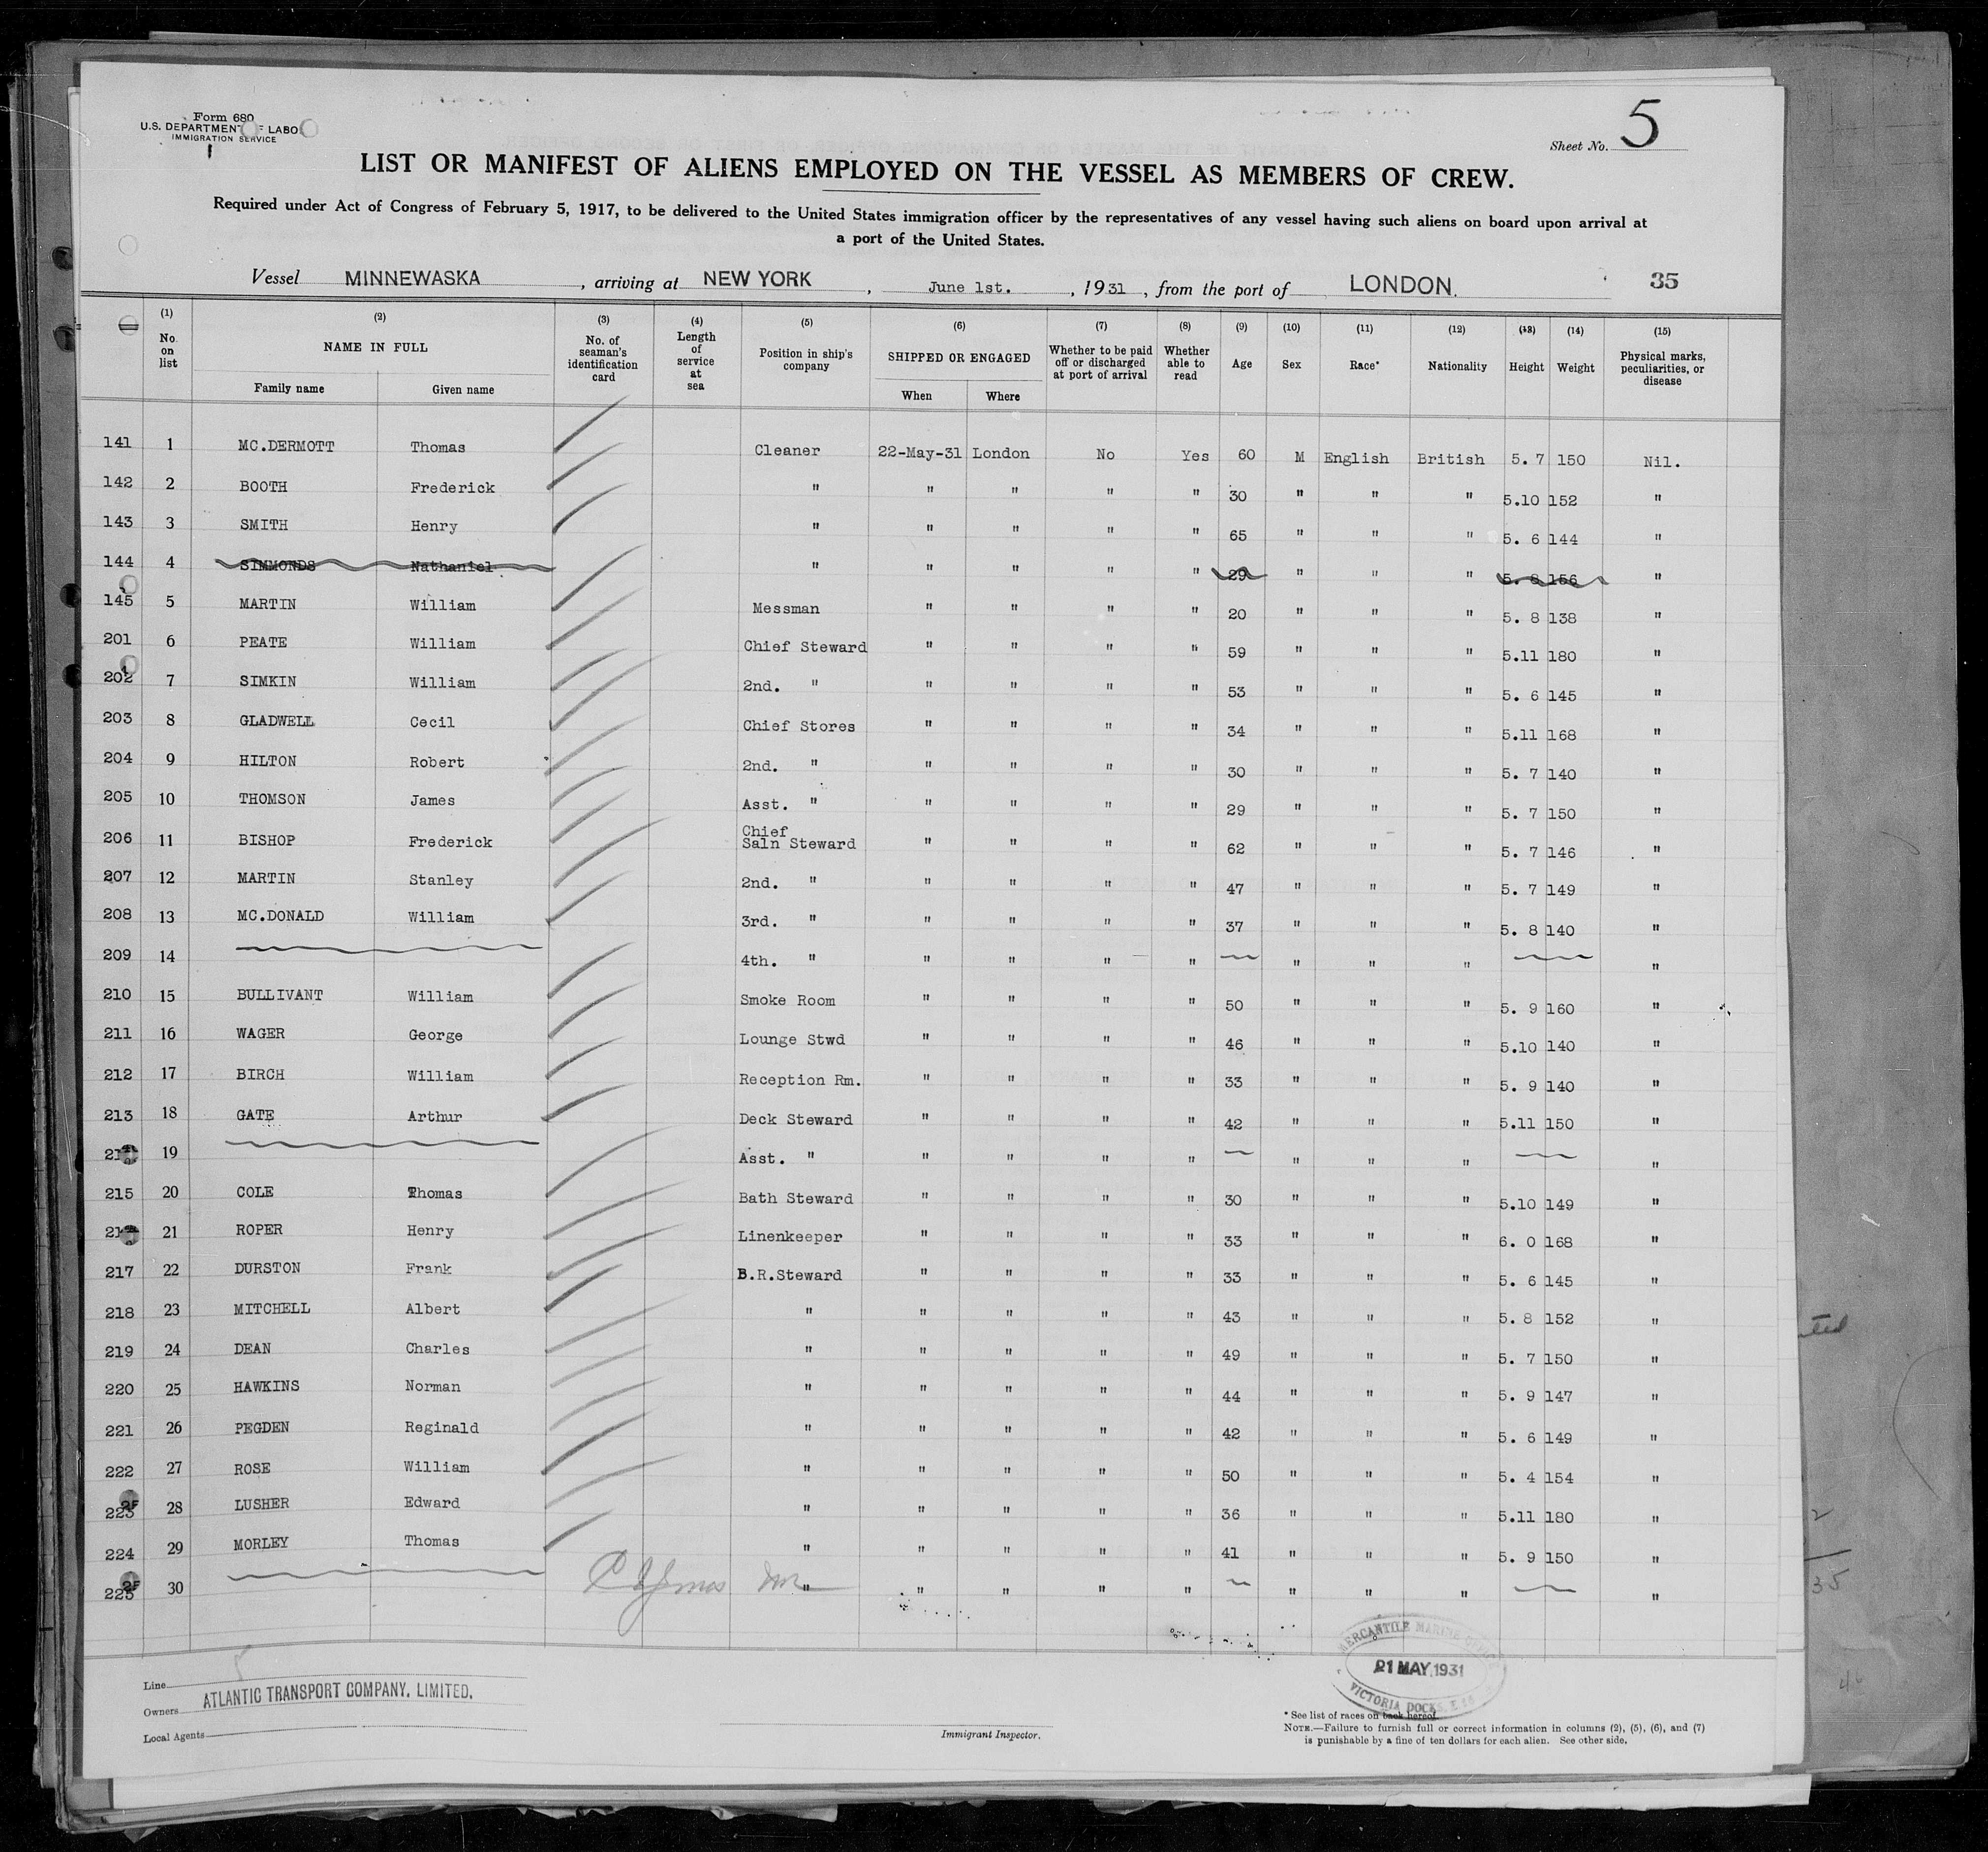 Form 680
U.S. DEPARTMENT OF LABOR
IMMIGRATION SERVICE
Sheet No. 5
LIST OR MANIFEST OF ALIENS EMPLOYED ON THE VESSEL AS MEMBERS OF CREW.
Required under Act of Congress of February 5, 1917, to be delivered to the United States immigration officer by the representatives of any vessel having such aliens on board upon arrival at
a port of the United States.
Vessel MINNEWASKA, arriving at NEW YORK, June 1st., 1931, from the port of LONDON. 35
(1) (2) (3) (4) (5) (6) (7) (8) (9) (10) (11) (12) (13) (14) (15)
No. on list NAME IN FULL Family name Given name No. of seaman's identification card Length of service at sea Position in ship's company SHIPPED OR ENGAGED When Where Whether to be paid off or discharged at port of arrival Whether able to read Age Sex Race* Nationality Height Weight Physical marks, peculiarities, or disease
141 1 MC.DERMOTT Thomas Cleaner 22-May-31 London No Yes 60 M English British 5. 7 150 Nil.
142 2 BOOTH Frederick " " " " " 30 " " " 5.10 152 "
143 3 SMITH Henry " " " " " 65 " " " 5. 6 144 "
144 4 SIMMONDS Nathaniel " " " " " 29 " " " 5. 8 156 "
145 5 MARTIN William Messman " " " " 20 " " " 5. 8 138 "
201 6 PEATE William Chief Steward " " " " 59 " " " 5.11 180 "
202 7 SIMKIN William 2nd. " " " " " 53 " " " 5. 6 145 "
203 8 GLADWELL Cecil Chief Stores " " " " 34 " " " 5.11 168 "
204 9 HILTON Robert 2nd. " " " " " 30 " " " 5. 7 140 "
205 10 THOMSON James Asst. " " " " " 29 " " " 5. 7 150 "
206 11 BISHOP Frederick Chief Saln Steward " " " " 62 " " " 5. 7 146 "
207 12 MARTIN Stanley 2nd. " " " " " 47 " " " 5. 7 149 "
208 13 MC.DONALD William 3rd. " " " " " 37 " " " 5. 8 140 "
209 14 4th. " " " " " " " " "
210 15 BULLIVANT William Smoke Room " " " " 50 " " " 5. 9 160 "
211 16 WAGER George Lounge Stwd " " " " 46 " " " 5.10 140 "
212 17 BIRCH William Reception Rm. " " " " 33 " " " 5. 9 140 "
213 18 GATE Arthur Deck Steward " " " " 42 " " " 5.11 150 "
19 Asst. " " " " " " " " "
215 20 COLE Thomas Bath Steward " " " " 30 " " " 5.10 149 "
21 ROPER Henry Linenkeeper " " " " 33 " " " 6. 0 168 "
217 22 DURSTON Frank B.R.Steward " " " " 33 " " " 5. 6 145 "
218 23 MITCHELL Albert " " " " " 43 " " " 5. 8 152 "
219 24 DEAN Charles " " " " " 49 " " " 5. 7 150 "
220 25 HAWKINS Norman " " " " " 44 " " " 5. 9 147 "
221 26 PEGDEN Reginald " " " " " 42 " " " 5. 6 149 "
222 27 ROSE William " " " " " 50 " " " 5. 4 154 "
223 28 LUSHER Edward " " " " " 36 " " " 5.11 180 "
224 29 MORLEY Thomas " " " " " 41 " " " 5. 9 150 "
225 30 " " " " " " " " "
MERCANTILE MARINE OFFICE
21 MAY 1931
VICTORIA DOCKS, E 16
Line
Owners ATLANTIC TRANSPORT COMPANY, LIMITED.
Local Agents
Immigrant Inspector.
* See list of races on back hereof.
NOTE.—Failure to furnish full or correct information in columns (2), (5), (6), and (7)
is punishable by a fine of ten dollars for each alien. See other side.